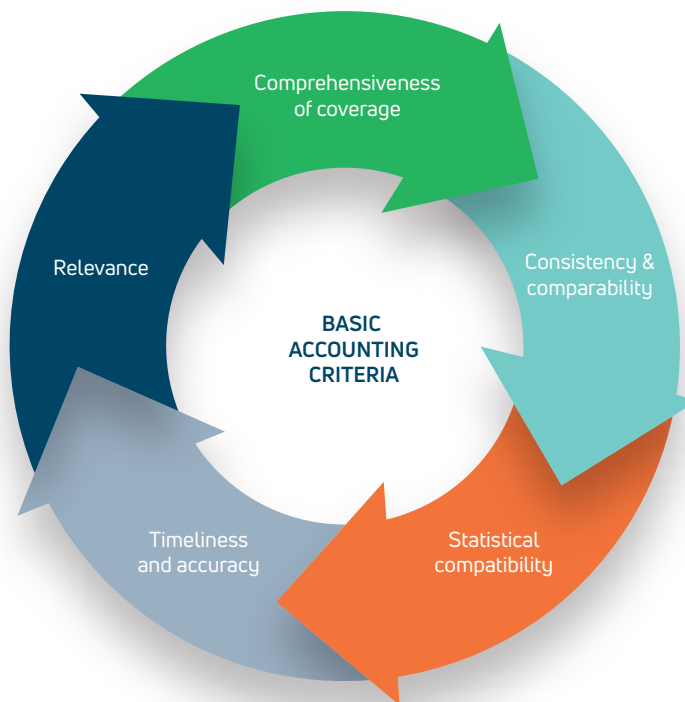 Comprehensiveness
of coverage
Consistency &
comparability
Relevance
BASIC
ACCOUNTING
CRITERIA
Timeliness
and accuracy
Statistical
compatibility